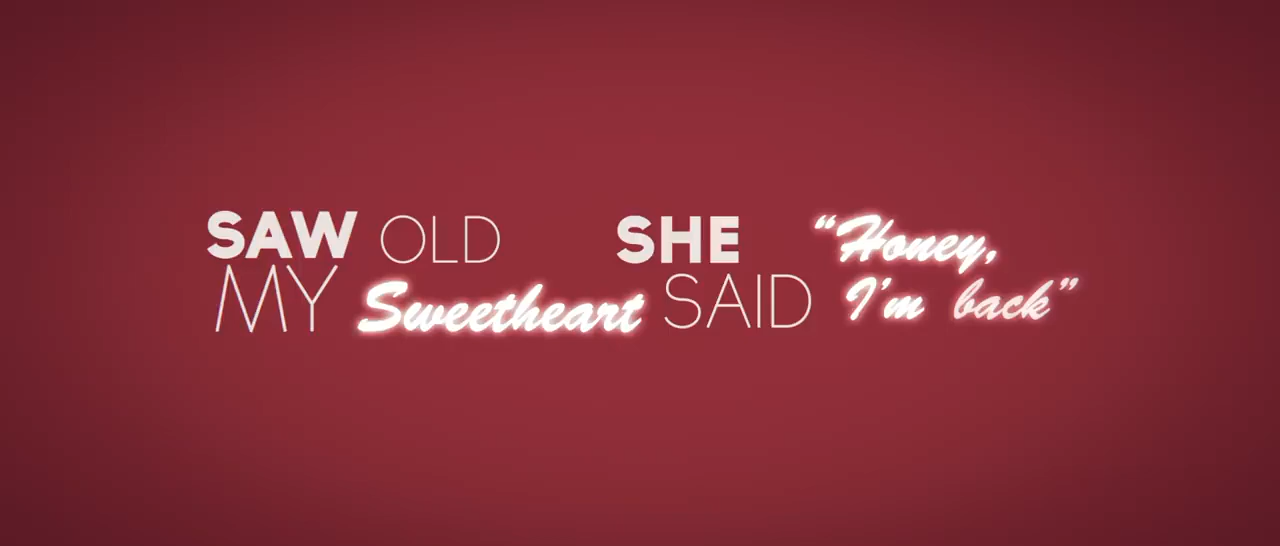 SAW OLD
MY Sweetheart
SHE
SAID
“Honey,
I’m back”